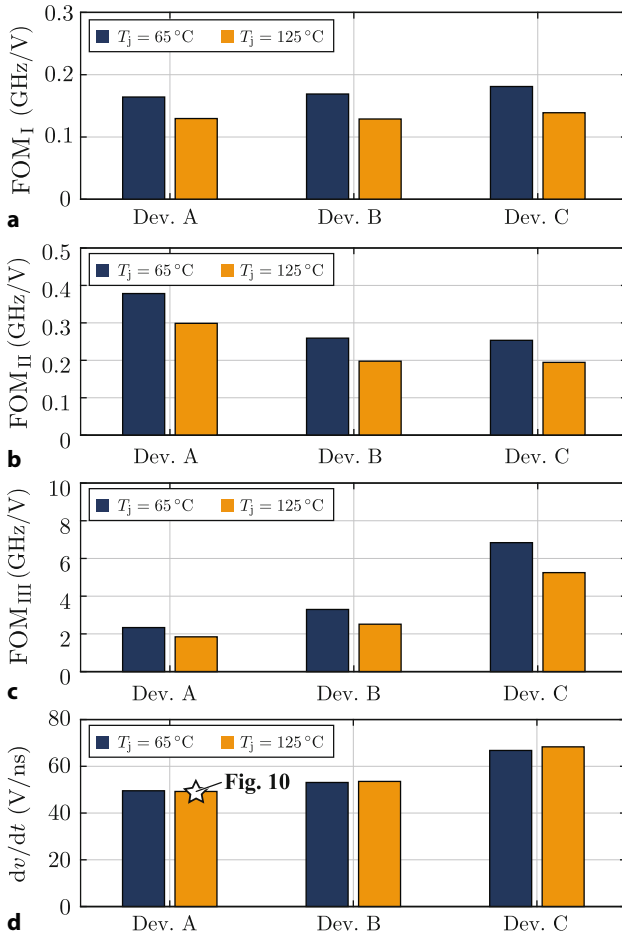 0.3
0.2
0.1
0
FOM_I (GHz/V)
T_j = 65 °C T_j = 125 °C
Dev. A Dev. B Dev. C
a
0.5
0.4
0.3
0.2
0.1
0
FOM_II (GHz/V)
T_j = 65 °C T_j = 125 °C
Dev. A Dev. B Dev. C
b
10
8
6
4
2
0
FOM_III (GHz/V)
T_j = 65 °C T_j = 125 °C
Dev. A Dev. B Dev. C
c
80
60
40
20
0
dv/dt (V/ns)
T_j = 65 °C T_j = 125 °C
Fig. 10
Dev. A Dev. B Dev. C
d